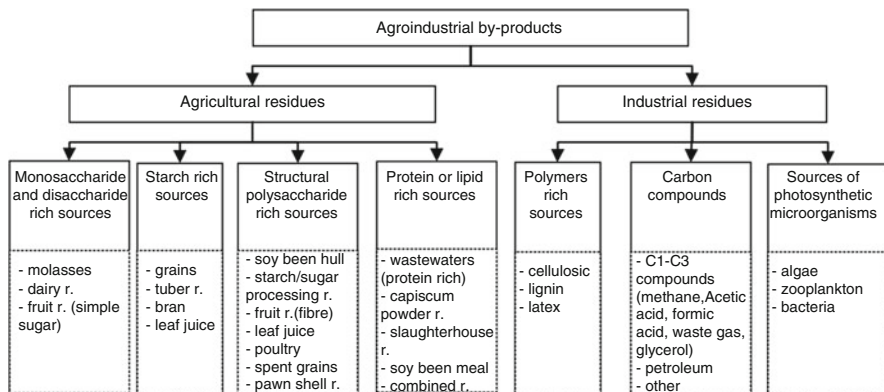 Agroindustrial by-products
Agricultural residues
Industrial residues
Monosaccharide
and disaccharide
rich sources
Starch rich
sources
Structural
polysaccharide
rich sources
Protein or lipid
rich sources
Polymers
rich
sources
Carbon
compounds
Sources of
photosynthetic
microorganisms
- molasses
- dairy r.
- fruit r. (simple
sugar)
- grains
- tuber r.
- bran
- leaf juice
- soy been hull
- starch/sugar
processing r.
- fruit r.(fibre)
- leaf juice
- poultry
- spent grains
- pawn shell r.
- wastewaters
(protein rich)
- capiscum
powder r.
- slaughterhouse
r.
- soy been meal
- combined r.
- cellulosic
- lignin
- latex
- C1-C3
compounds
(methane,Acetic
acid, formic
acid, waste gas,
glycerol)
- petroleum
- other
- algae
- zooplankton
- bacteria